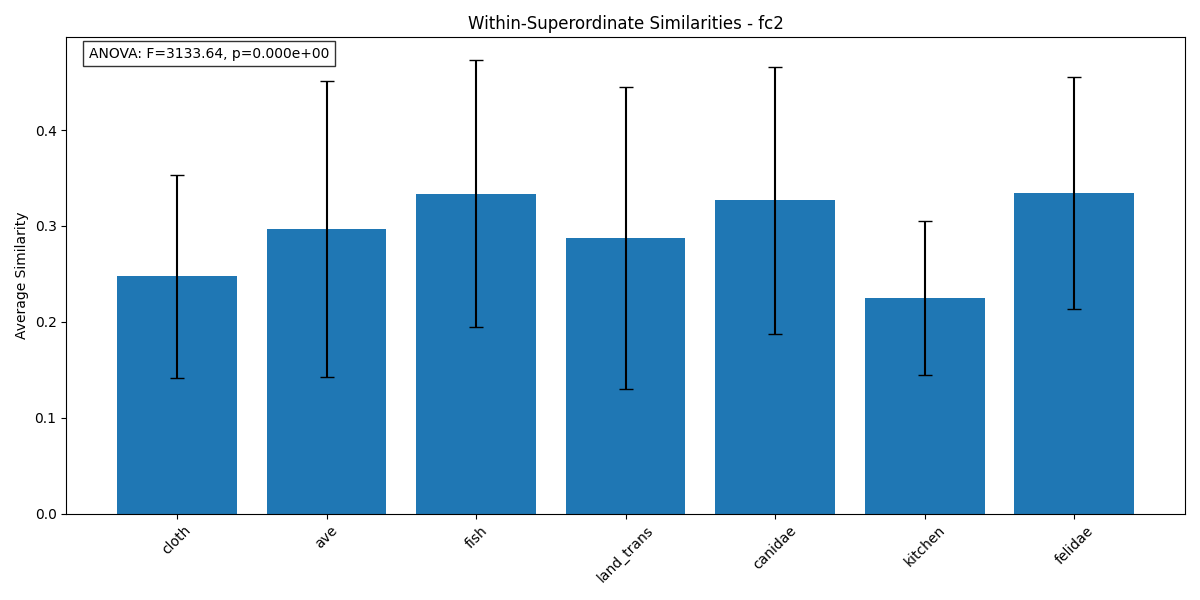 Within-Superordinate Similarities - fc2
ANOVA: F=3133.64, p=0.000e+00
Average Similarity
0.4
0.3
0.2
0.1
0.0
cloth
ave
fish
land_trans
canidae
kitchen
felidae